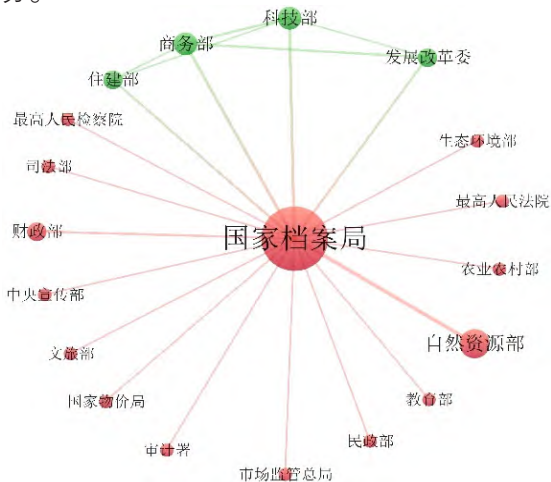 科技部
商务部
发展改革委
住建部
最高人民检察院
生态环境部
司法部
最高人民法院
财政部
国家档案局
农业农村部
中央宣传部
自然资源部
文旅部
国家物价局
教育部
民政部
审计署
市场监管总局